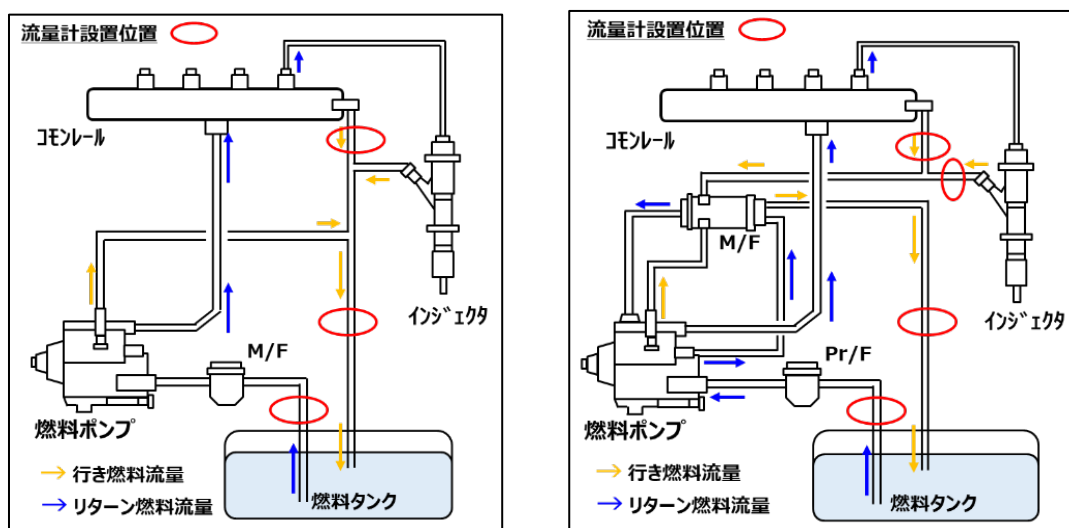 流量計設置位置
コモンレール
インジェクタ
M/F
燃料ポンプ
行き燃料流量
リターン燃料流量
燃料タンク
流量計設置位置
コモンレール
M/F
インジェクタ
Pr/F
燃料ポンプ
行き燃料流量
リターン燃料流量
燃料タンク